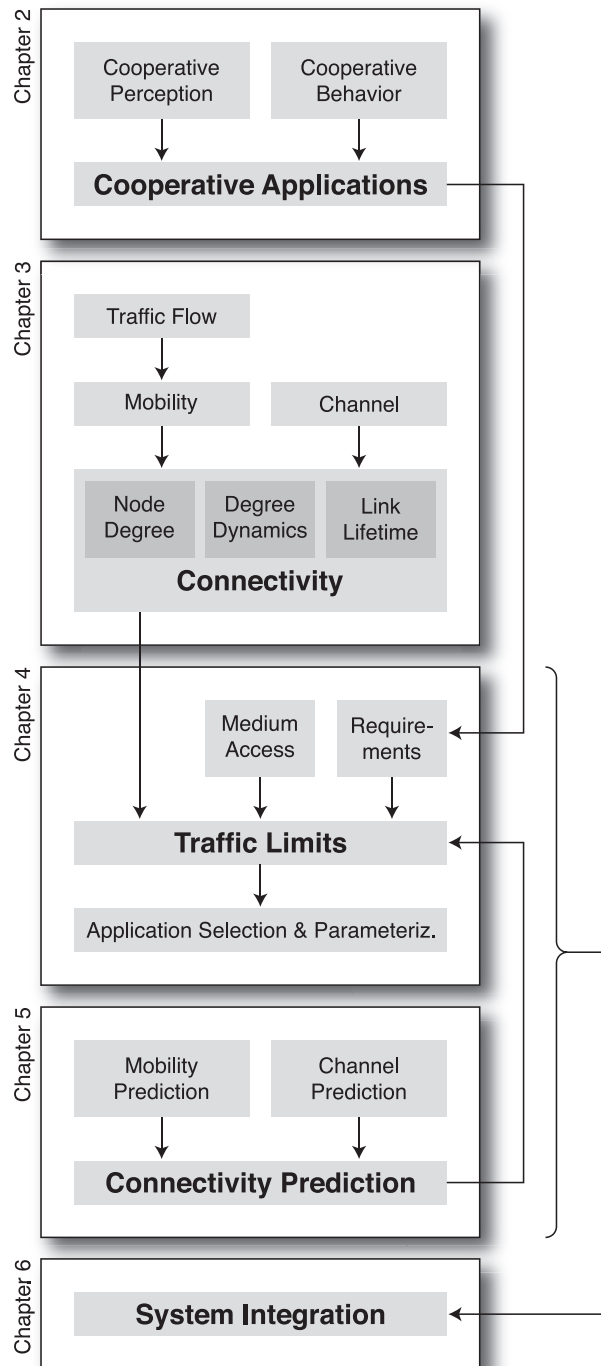 Chapter 2
Cooperative
Perception
Cooperative
Behavior
Cooperative Applications
Chapter 3
Traffic Flow
Mobility
Channel
Node
Degree
Degree
Dynamics
Link
Lifetime
Connectivity
Chapter 4
Medium
Access
Require-
ments
Traffic Limits
Application Selection & Parameteriz.
Chapter 5
Mobility
Prediction
Channel
Prediction
Connectivity Prediction
Chapter 6
System Integration